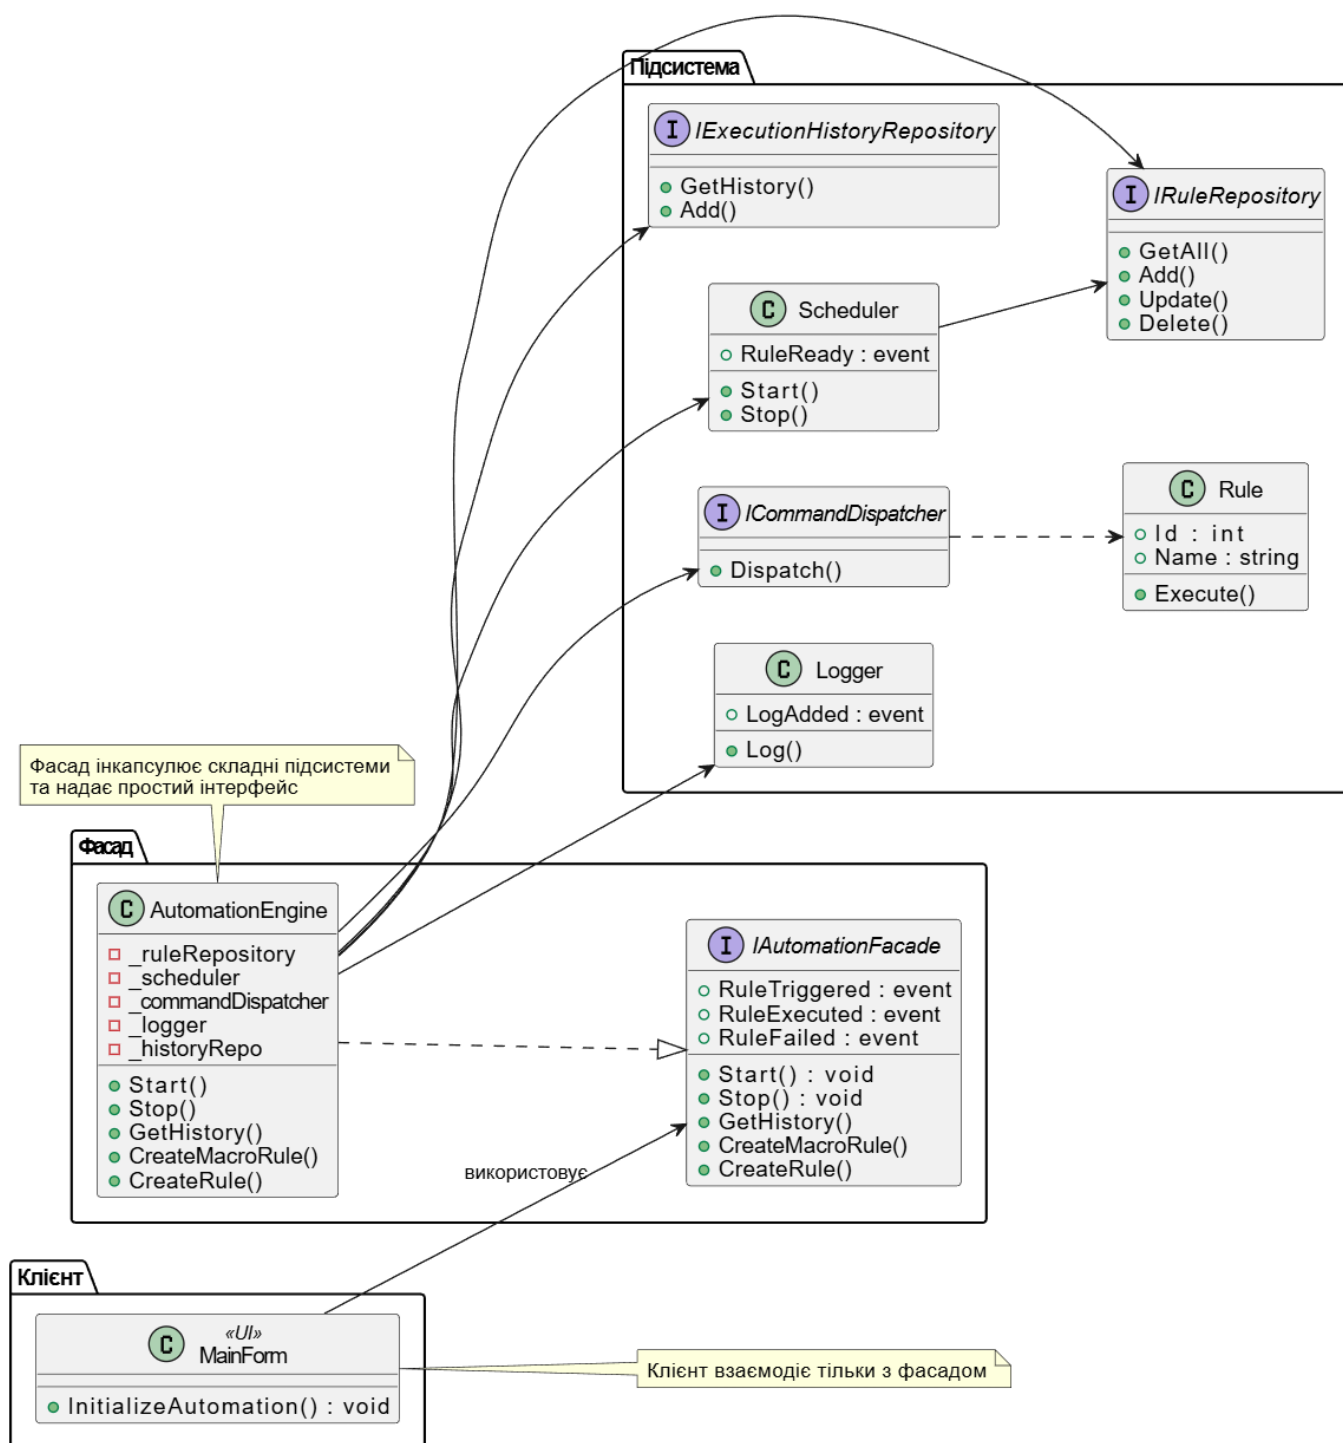 Підсистема
I IExecutionHistoryRepository
GetHistory()
Add()
I IRuleRepository
GetAll()
Add()
Update()
Delete()
C Scheduler
RuleReady : event
Start()
Stop()
I ICommandDispatcher
Dispatch()
C Rule
Id : int
Name : string
Execute()
C Logger
LogAdded : event
Log()
Фасад інкапсулює складні підсистеми
та надає простий інтерфейс
Фасад
C AutomationEngine
_ruleRepository
_scheduler
_commandDispatcher
_logger
_historyRepo
Start()
Stop()
GetHistory()
CreateMacroRule()
CreateRule()
I IAutomationFacade
RuleTriggered : event
RuleExecuted : event
RuleFailed : event
Start() : void
Stop() : void
GetHistory()
CreateMacroRule()
CreateRule()
використовує
Клієнт
C «UI»
MainForm
InitializeAutomation() : void
Клієнт взаємодіє тільки з фасадом